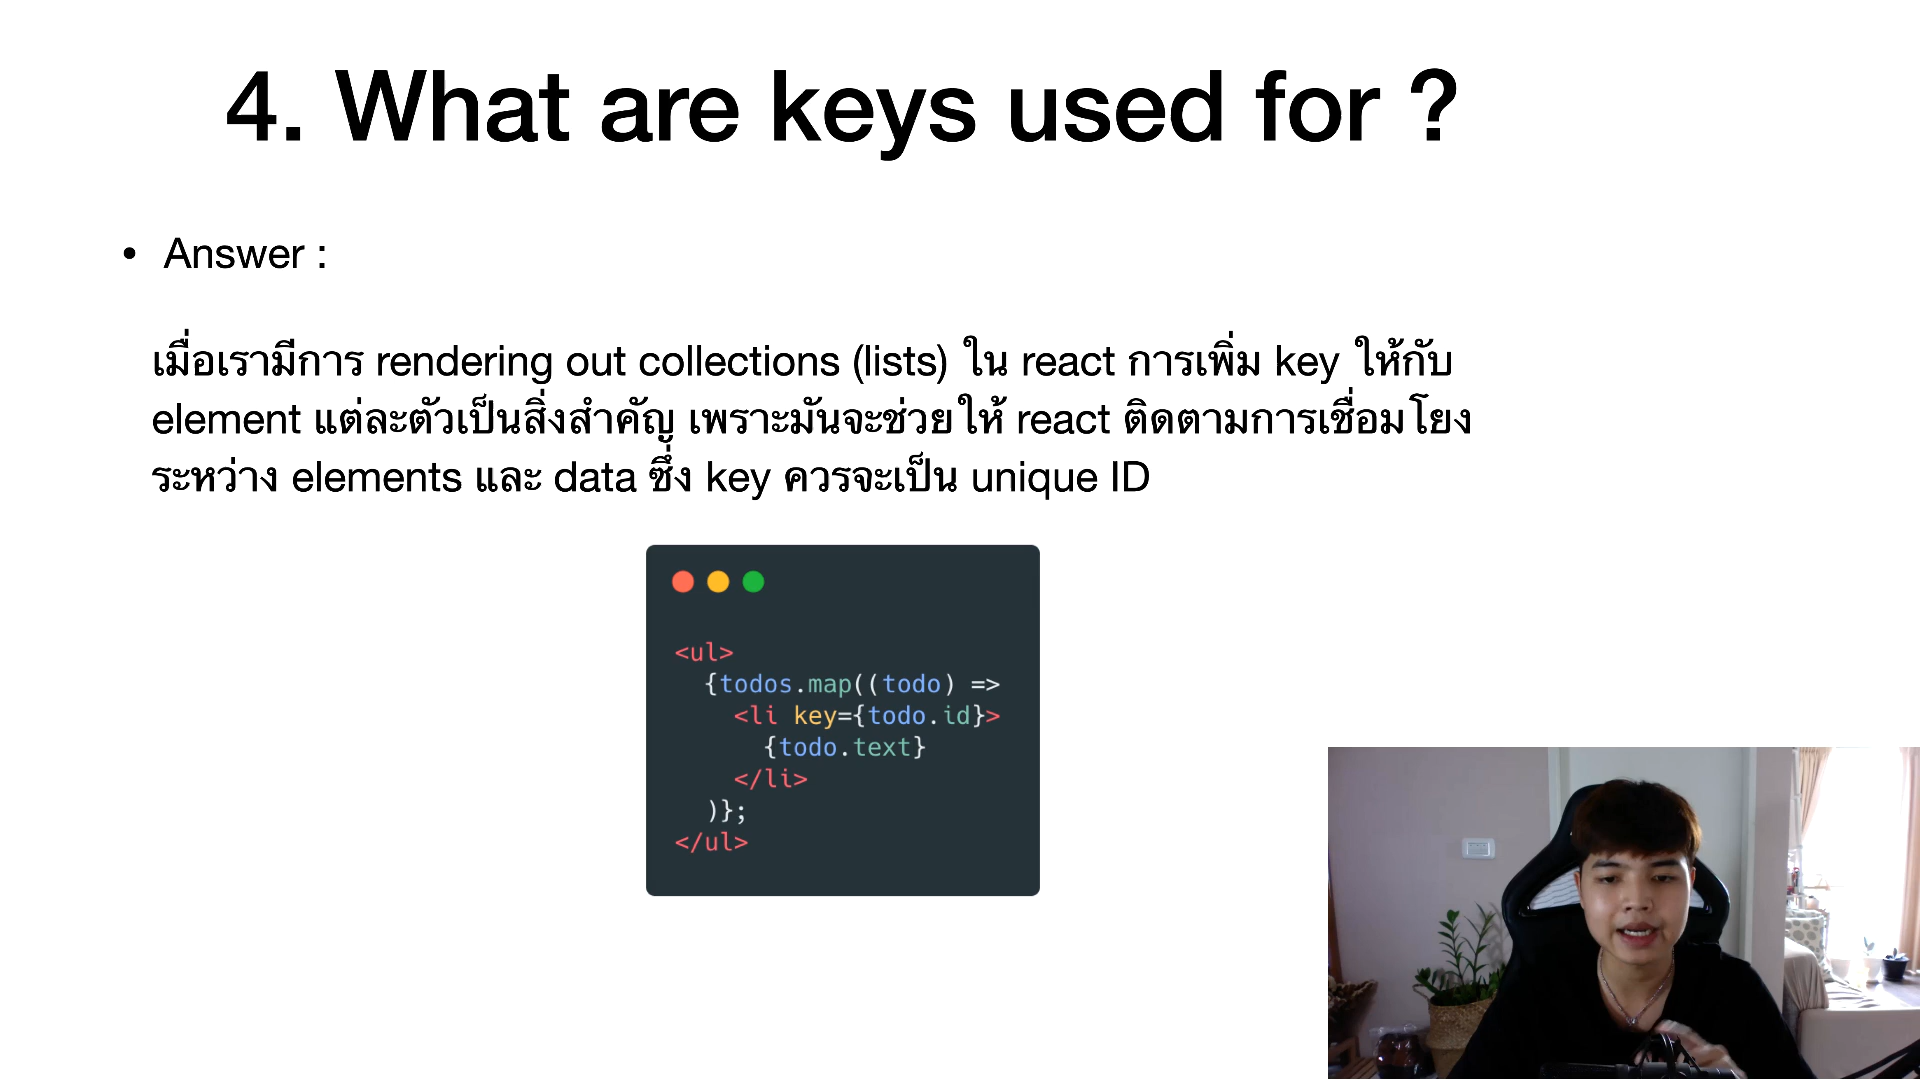 4. What are keys used for ?
• Answer :
เมื่อเรามีการ rendering out collections (lists) ใน react การเพิ่ม key ให้กับ
element แต่ละตัวเป็นสิ่งสำคัญ เพราะมันจะช่วยให้ react ติดตามการเชื่อมโยง
ระหว่าง elements และ data ซึ่ง key ควรจะเป็น unique ID
<ul>
{todos.map((todo) =>
<li key={todo.id}>
{todo.text}
</li>
)};
</ul>